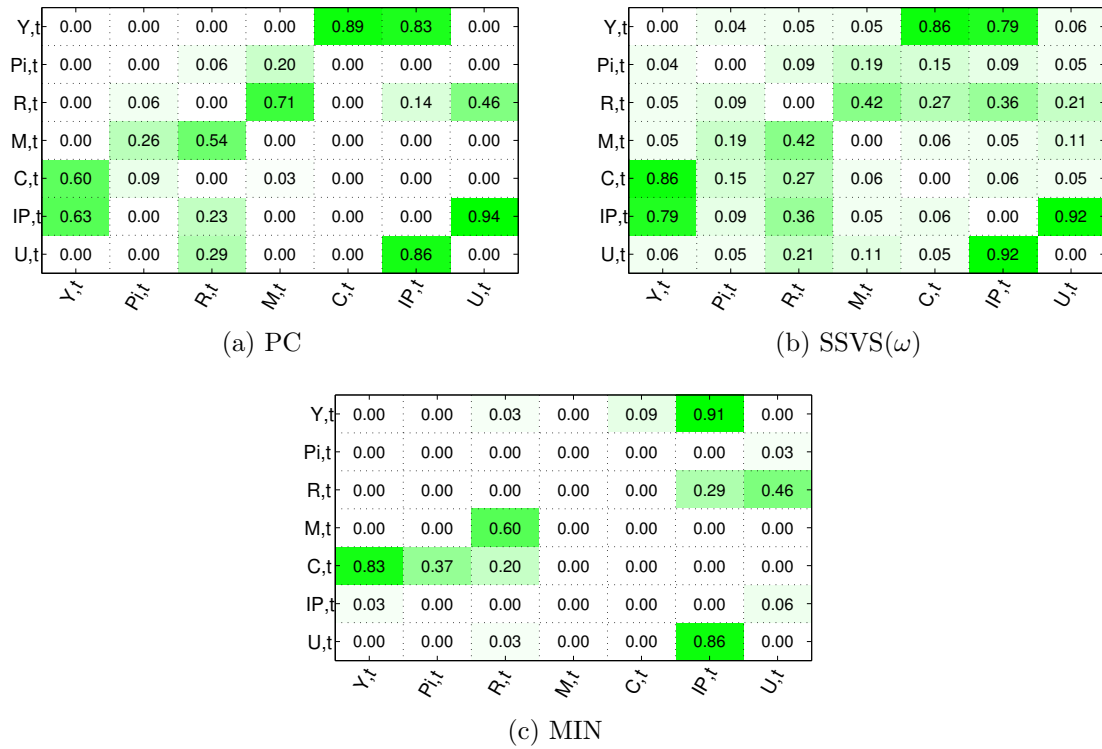 Y,t 0.00 0.00 0.00 0.00 0.89 0.83 0.00
Pi,t 0.00 0.00 0.06 0.20 0.00 0.00 0.00
R,t 0.00 0.06 0.00 0.71 0.00 0.14 0.46
M,t 0.00 0.26 0.54 0.00 0.00 0.00 0.00
C,t 0.60 0.09 0.00 0.03 0.00 0.00 0.00
IP,t 0.63 0.00 0.23 0.00 0.00 0.00 0.94
U,t 0.00 0.00 0.29 0.00 0.00 0.86 0.00
Y,t Pi,t R,t M,t C,t IP,t U,t
(a) PC
Y,t 0.00 0.04 0.05 0.05 0.86 0.79 0.06
Pi,t 0.04 0.00 0.09 0.19 0.15 0.09 0.05
R,t 0.05 0.09 0.00 0.42 0.27 0.36 0.21
M,t 0.05 0.19 0.42 0.00 0.06 0.05 0.11
C,t 0.86 0.15 0.27 0.06 0.00 0.06 0.05
IP,t 0.79 0.09 0.36 0.05 0.06 0.00 0.92
U,t 0.06 0.05 0.21 0.11 0.05 0.92 0.00
Y,t Pi,t R,t M,t C,t IP,t U,t
(b) SSVS(ω)
Y,t 0.00 0.00 0.03 0.00 0.09 0.91 0.00
Pi,t 0.00 0.00 0.00 0.00 0.00 0.00 0.03
R,t 0.00 0.00 0.00 0.00 0.00 0.29 0.46
M,t 0.00 0.00 0.60 0.00 0.00 0.00 0.00
C,t 0.83 0.37 0.20 0.00 0.00 0.00 0.00
IP,t 0.03 0.00 0.00 0.00 0.00 0.00 0.06
U,t 0.00 0.00 0.03 0.00 0.00 0.86 0.00
Y,t Pi,t R,t M,t C,t IP,t U,t
(c) MIN